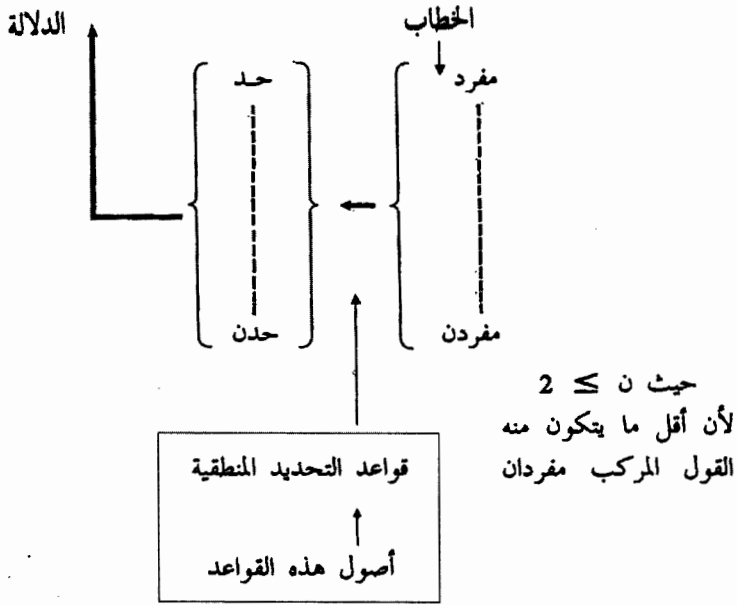 الخطاب
الدلالة
مفرد
حد
مفردن
حدن
حيث ن ≥ 2
لأن أقل ما يتكون منه
القول المركب مفردان
قواعد التحديد المنطقية
أصول هذه القواعد